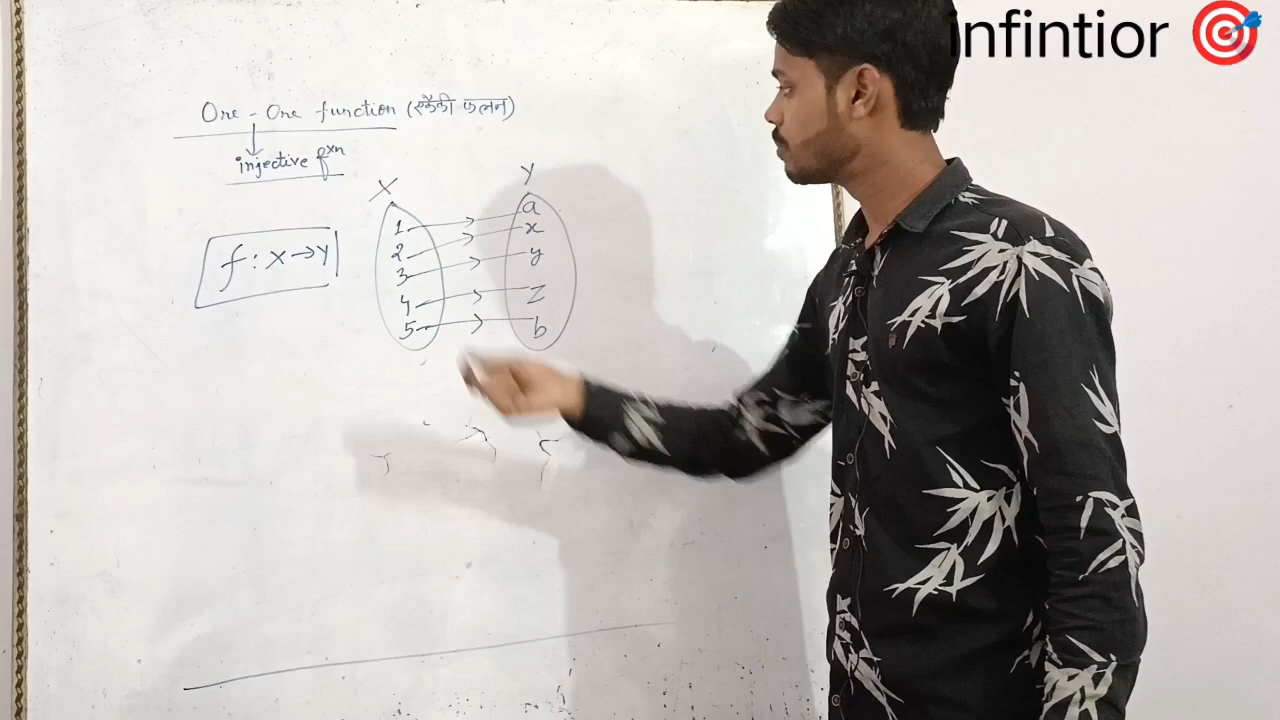 infintior
One - One function (एकैकी फलन)
injective fxn
f : X → Y
X Y
1 a
2 x
3 y
4 z
5 b